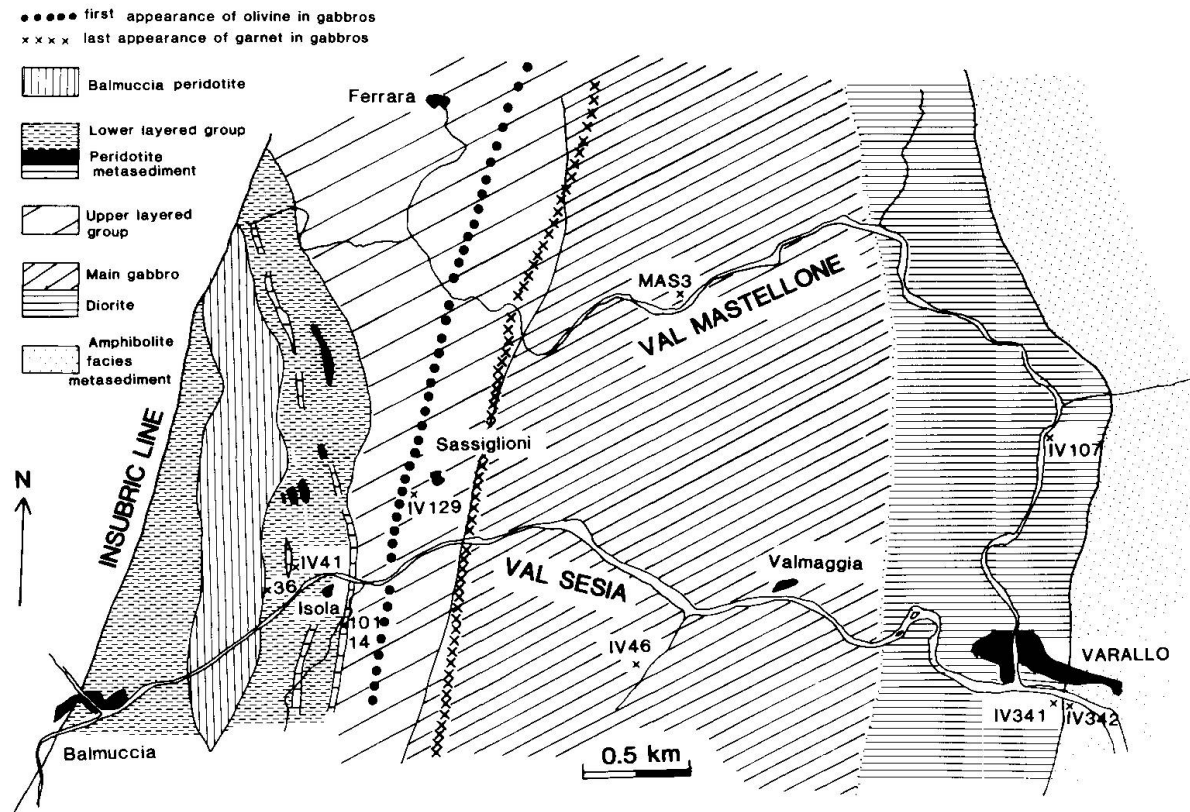 first appearance of olivine in gabbros
last appearance of garnet in gabbros
Balmuccia peridotite
Lower layered group
Peridotite
metasediment
Upper layered
group
Main gabbro
Diorite
Amphibolite
facies
metasediment
Ferrara
MAS3
VAL MASTELLONE
INSUBRIC LINE
N
Sassiglioni
IV129
IV107
IV41
36
Isola
101
14
VAL SESIA
Valmaggia
IV46
VARALLO
IV341
IV342
Balmuccia
0.5 km